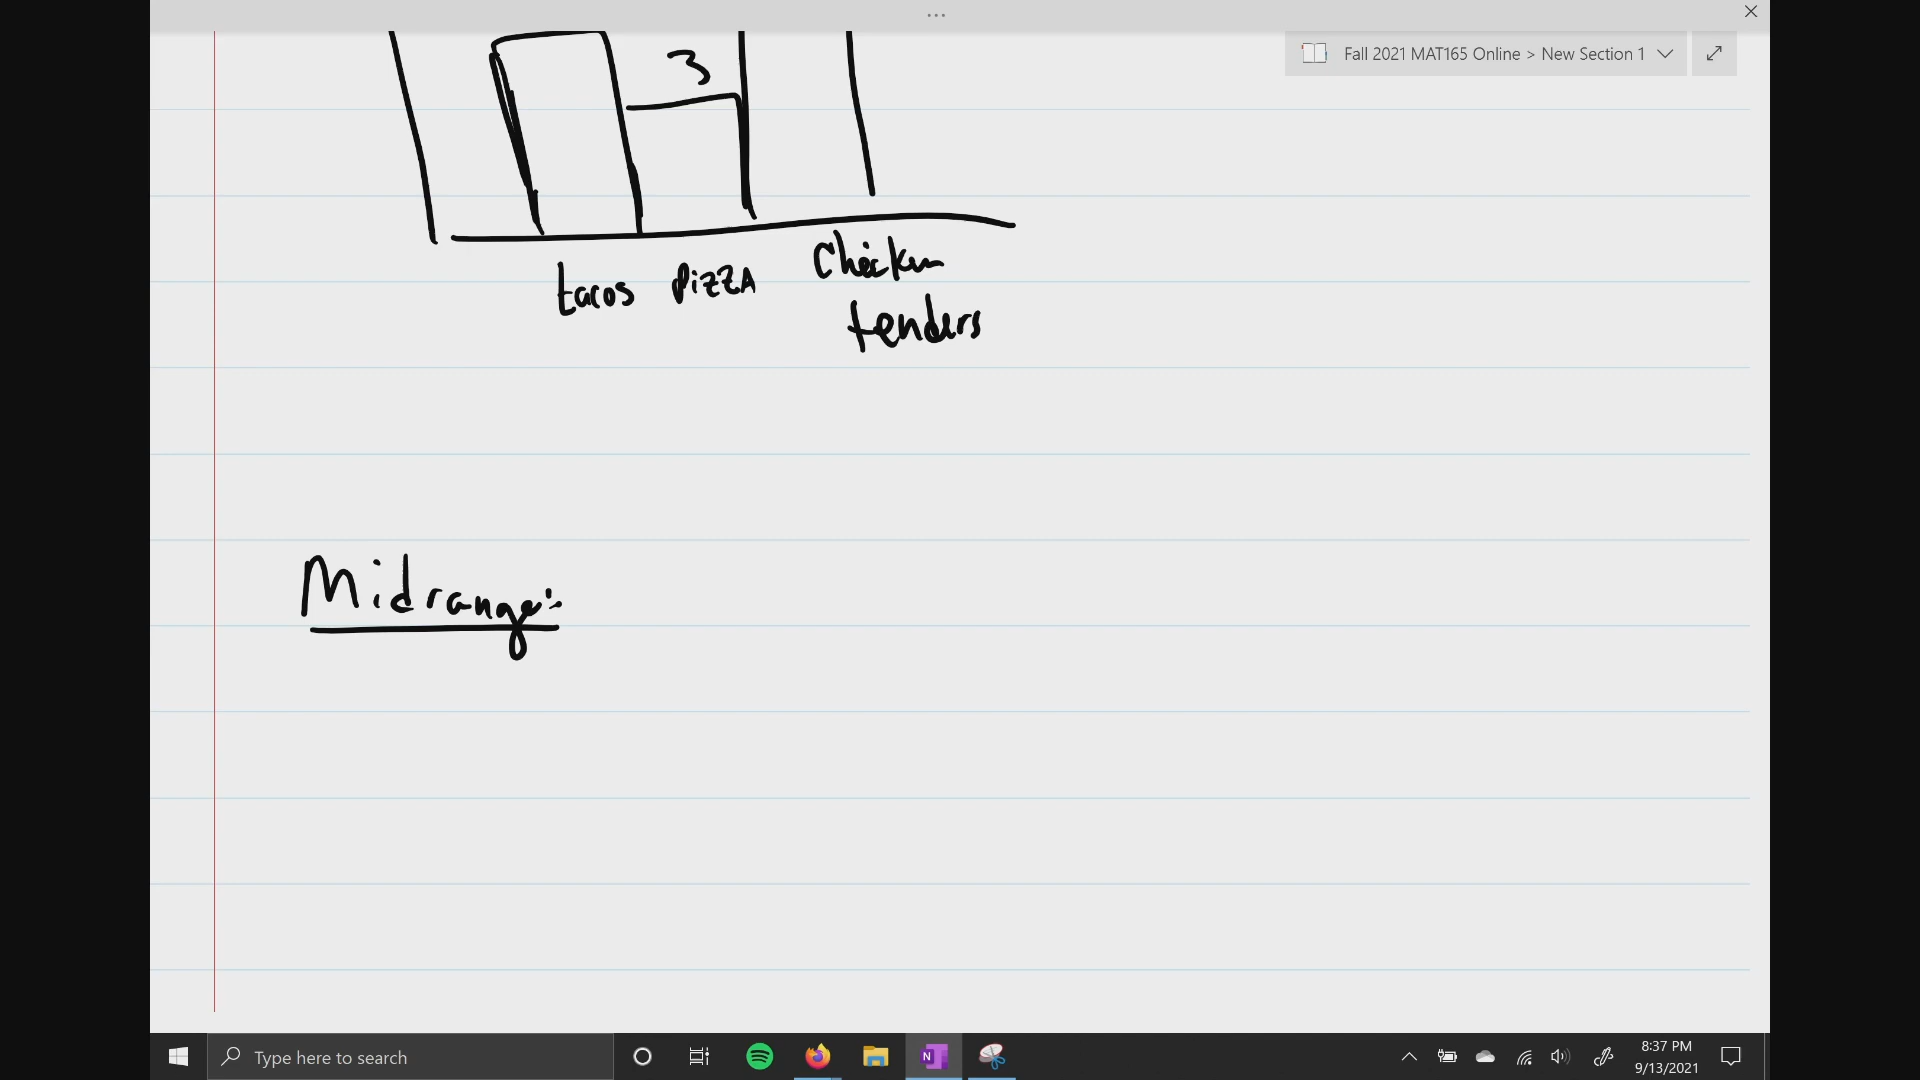 ...
Fall 2021 MAT165 Online > New Section 1
3
tacos PIZZA Chicken
tenders
Midrange:
Type here to search
8:37 PM
9/13/2021